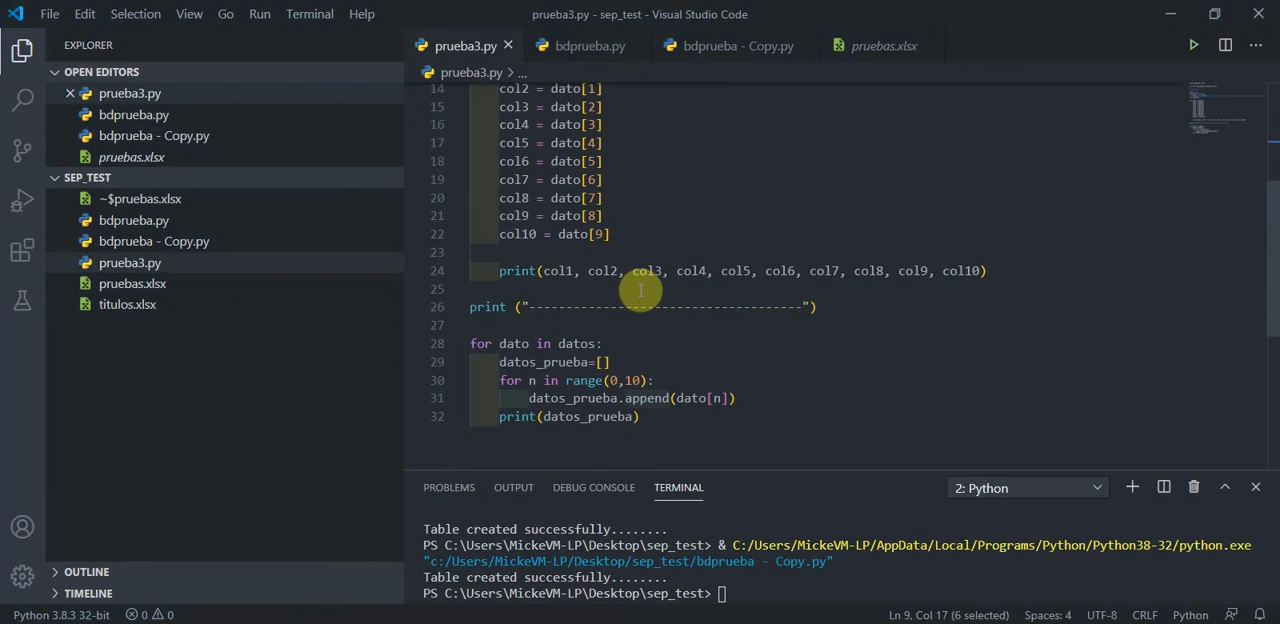 File Edit Selection View Go Run Terminal Help
prueba3.py - sep_test - Visual Studio Code
EXPLORER
OPEN EDITORS
prueba3.py
bdprueba.py
bdprueba - Copy.py
pruebas.xlsx
SEP_TEST
~$pruebas.xlsx
bdprueba.py
bdprueba - Copy.py
prueba3.py
pruebas.xlsx
titulos.xlsx
OUTLINE
TIMELINE
prueba3.py bdprueba.py bdprueba - Copy.py pruebas.xlsx
prueba3.py > ...
14 col2 = dato[1]
15 col3 = dato[2]
16 col4 = dato[3]
17 col5 = dato[4]
18 col6 = dato[5]
19 col7 = dato[6]
20 col8 = dato[7]
21 col9 = dato[8]
22 col10 = dato[9]
23
24 print(col1, col2, col3, col4, col5, col6, col7, col8, col9, col10)
25
26 print ("-------------------------------------")
27
28 for dato in datos:
29 datos_prueba=[]
30 for n in range(0,10):
31 datos_prueba.append(dato[n])
32 print(datos_prueba)
PROBLEMS OUTPUT DEBUG CONSOLE TERMINAL
2: Python
Table created successfully........
PS C:\Users\MickeVM-LP\Desktop\sep_test> & C:/Users/MickeVM-LP/AppData/Local/Programs/Python/Python38-32/python.exe
"c:/Users/MickeVM-LP/Desktop/sep_test/bdprueba - Copy.py"
Table created successfully........
PS C:\Users\MickeVM-LP\Desktop\sep_test>
Python 3.8.3 32-bit 0 0 Ln 9, Col 17 (6 selected) Spaces: 4 UTF-8 CRLF Python